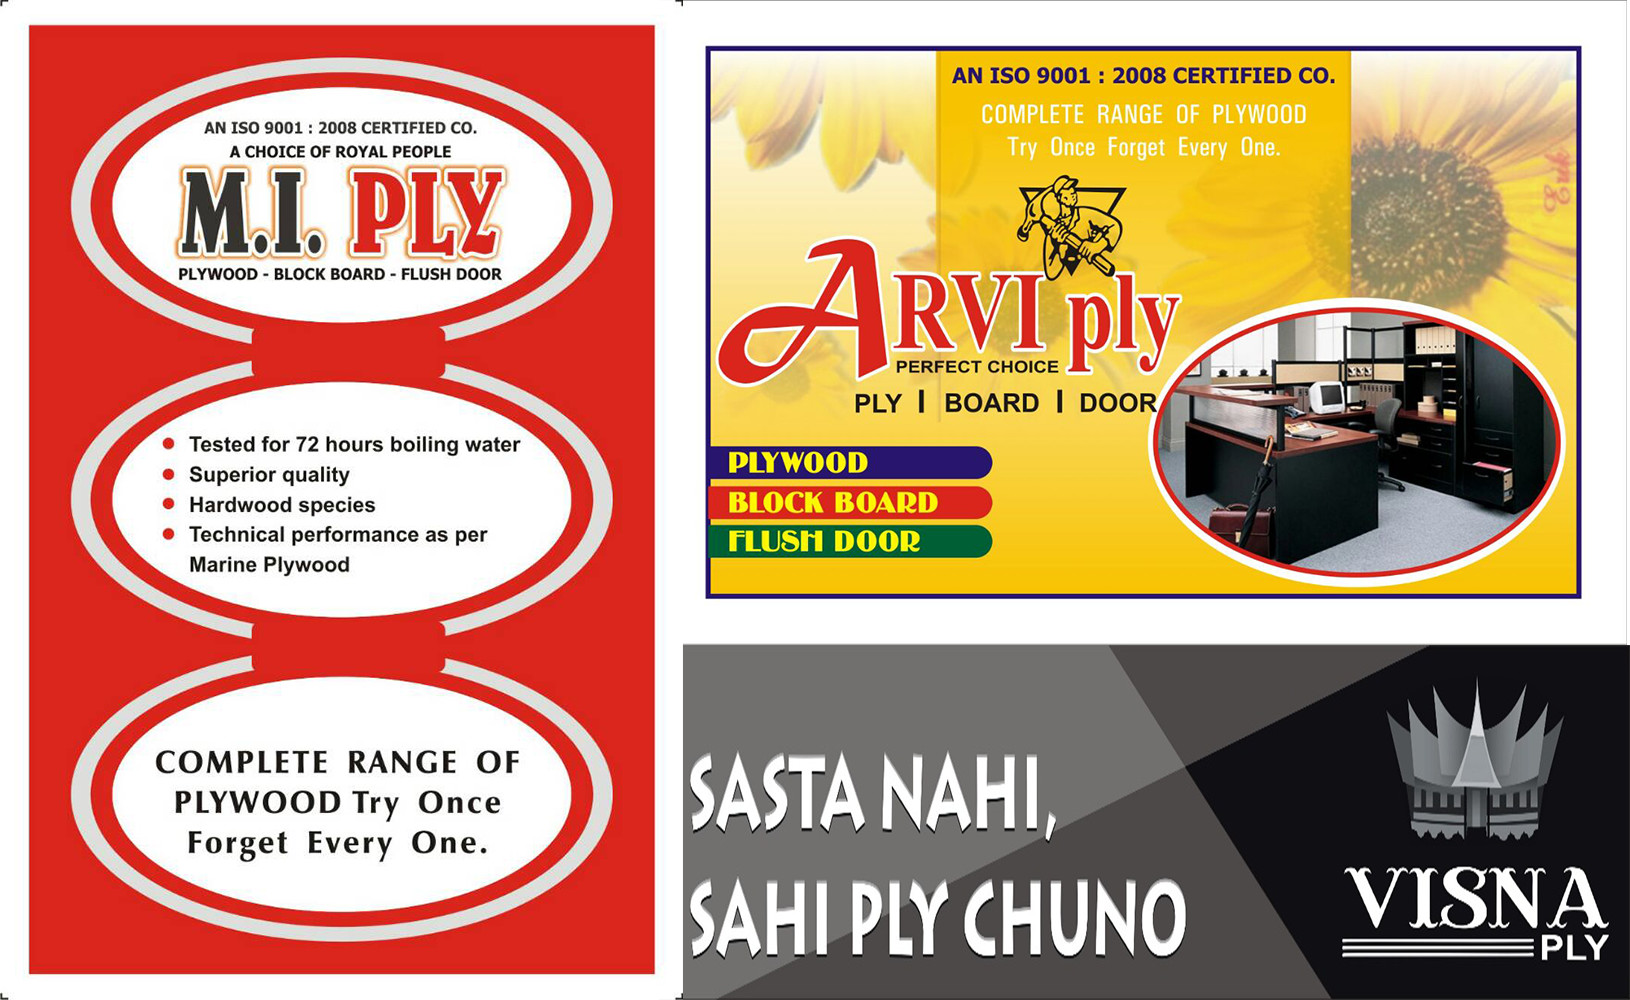 AN ISO 9001 : 2008 CERTIFIED CO.
A CHOICE OF ROYAL PEOPLE
M.I. PLY
PLYWOOD - BLOCK BOARD - FLUSH DOOR
Tested for 72 hours boiling water
Superior quality
Hardwood species
Technical performance as per
Marine Plywood
COMPLETE RANGE OF
PLYWOOD Try Once
Forget Every One.
AN ISO 9001 : 2008 CERTIFIED CO.
COMPLETE RANGE OF PLYWOOD
Try Once Forget Every One.
ARVI ply
PERFECT CHOICE
PLY | BOARD | DOOR
PLYWOOD
BLOCK BOARD
FLUSH DOOR
SASTA NAHI,
SAHI PLY CHUNO
VISNA
PLY